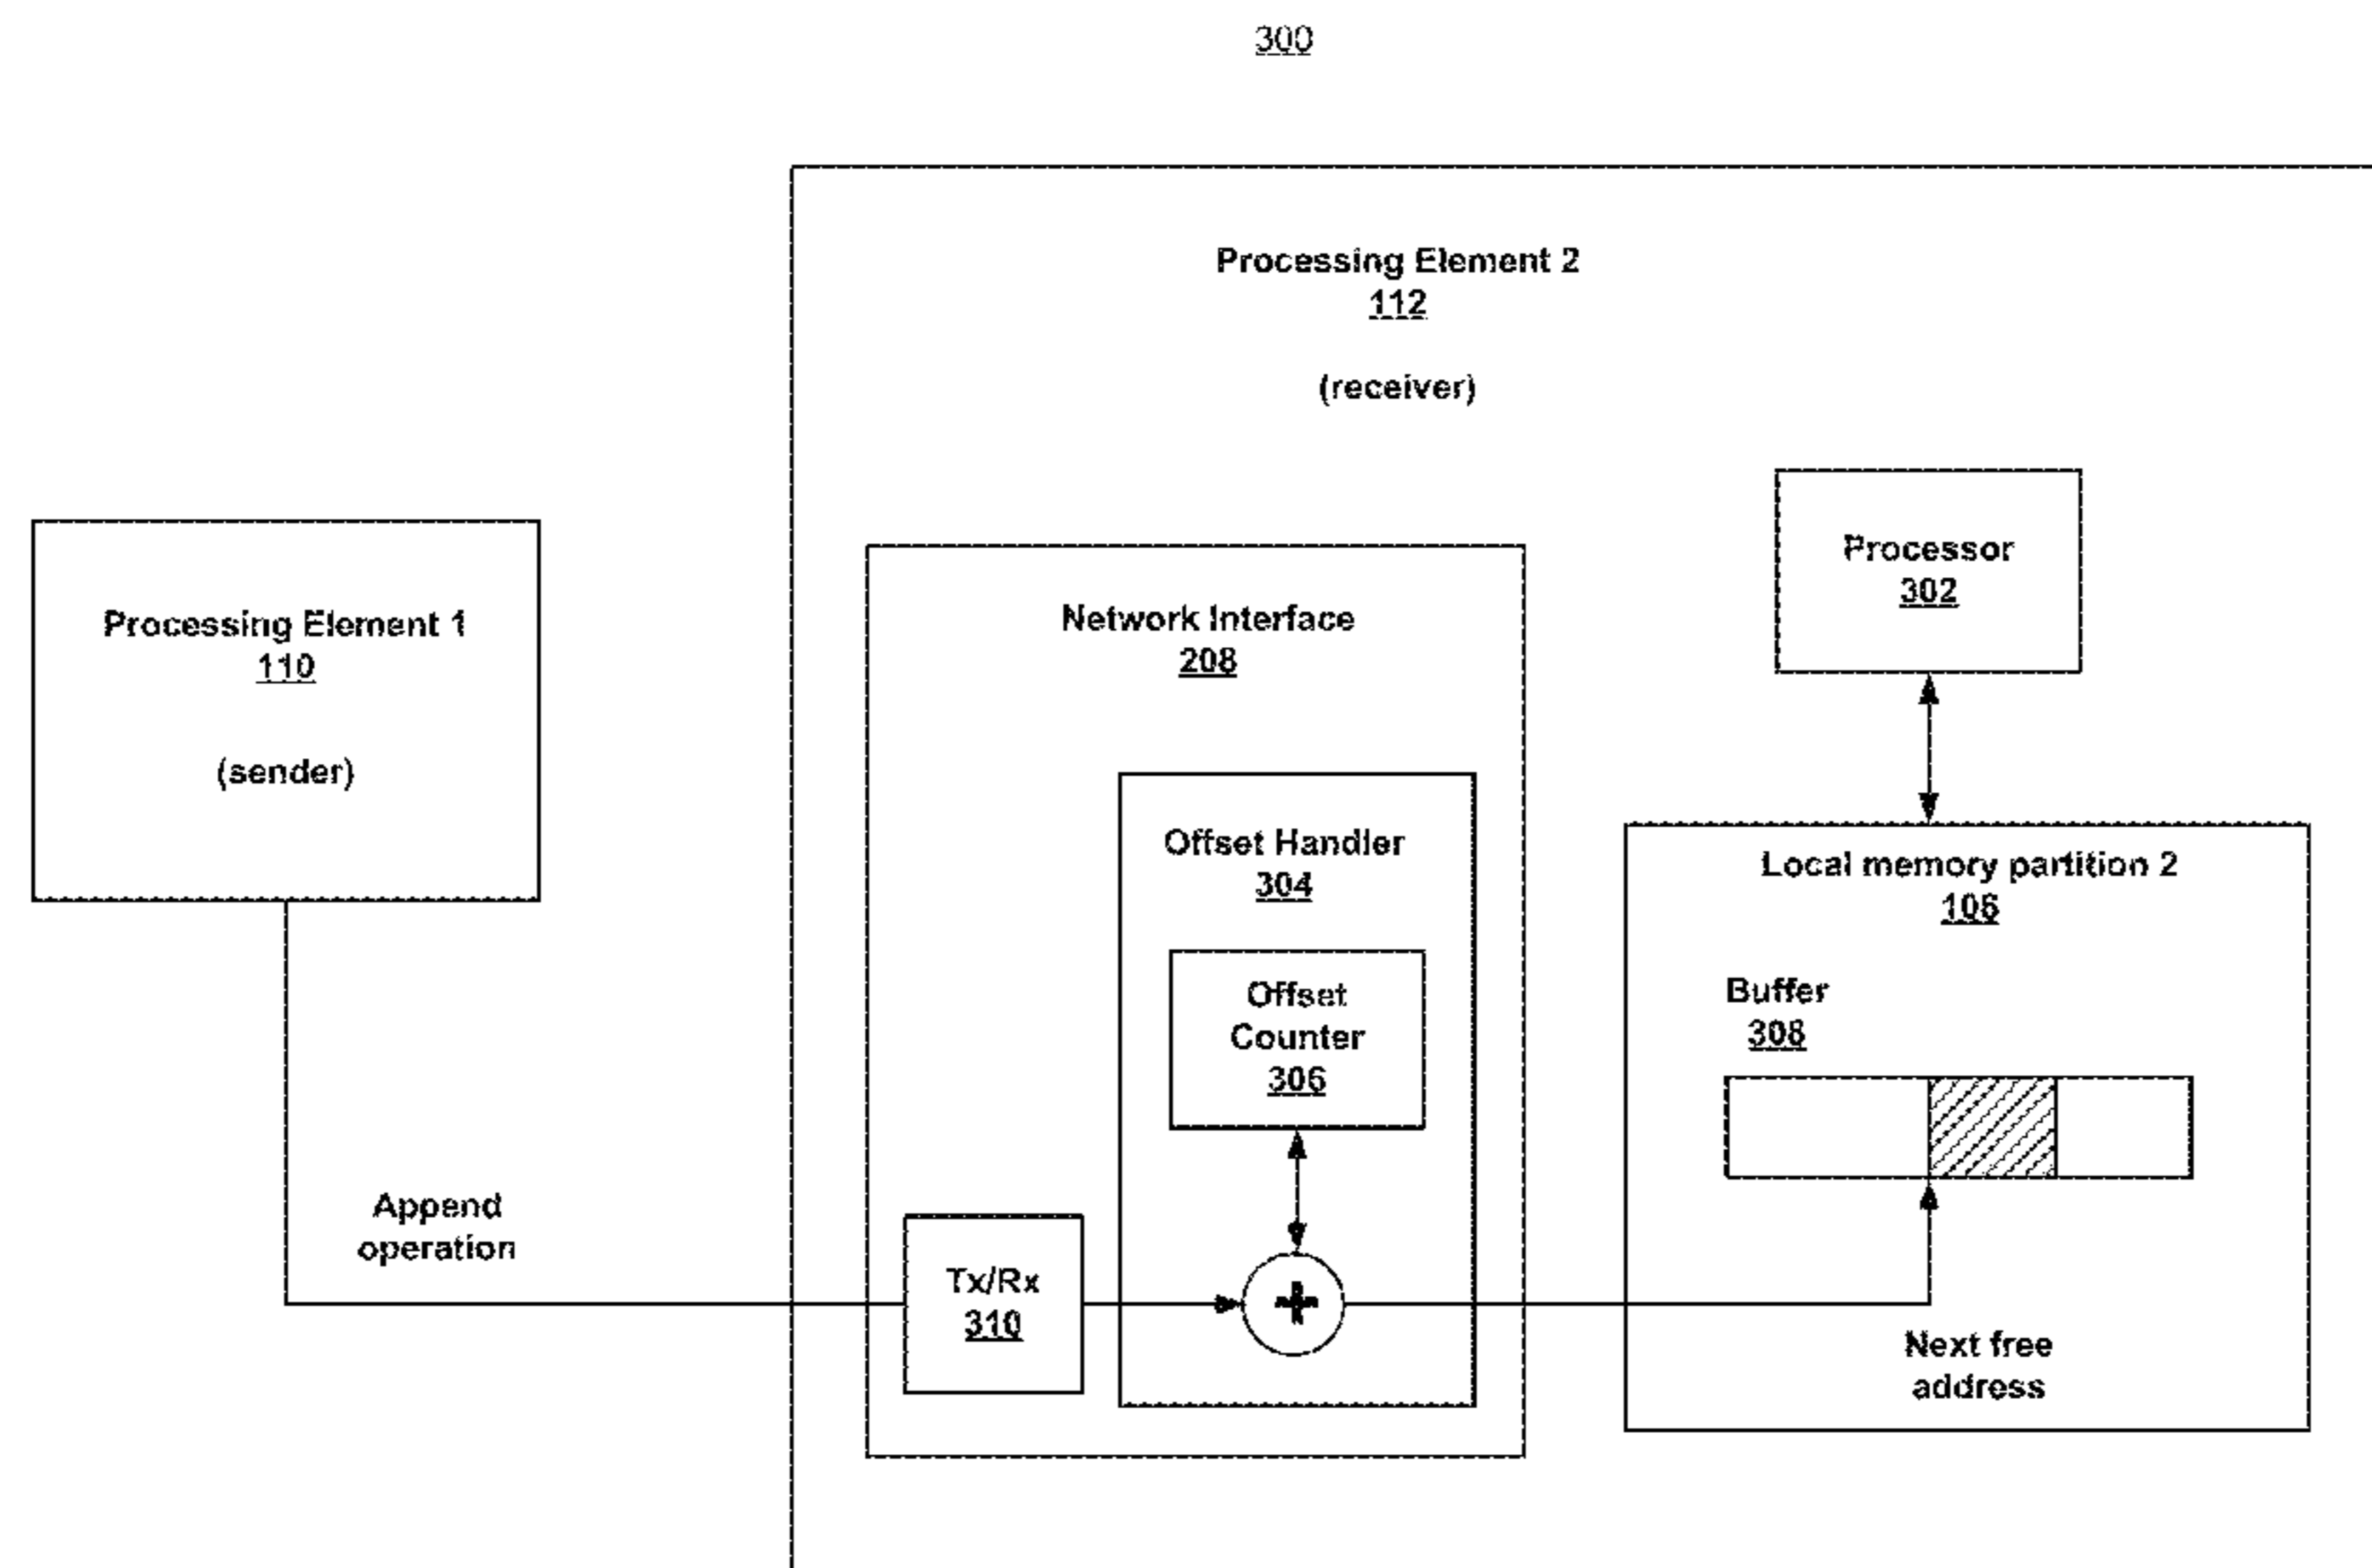 300
Processing Element 2
112
(receiver)
Processor
302
Processing Element 1
110
(sender)
Network Interface
208
Offset Handler
304
Local memory partition 2
106
Offset
Counter
306
Buffer
308
Append
operation
Tx/Rx
310
+
Next free
address